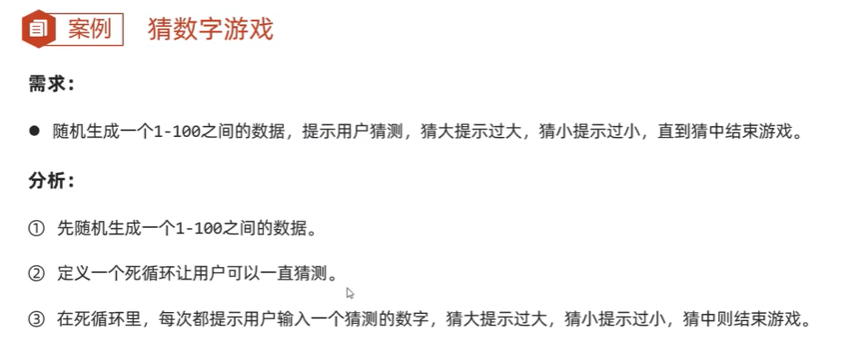 案例 猜数字游戏
需求：
● 随机生成一个1-100之间的数据，提示用户猜测，猜大提示过大，猜小提示过小，直到猜中结束游戏。
分析：
① 先随机生成一个1-100之间的数据。
② 定义一个死循环让用户可以一直猜测。
③ 在死循环里，每次都提示用户输入一个猜测的数字，猜大提示过大，猜小提示过小，猜中则结束游戏。